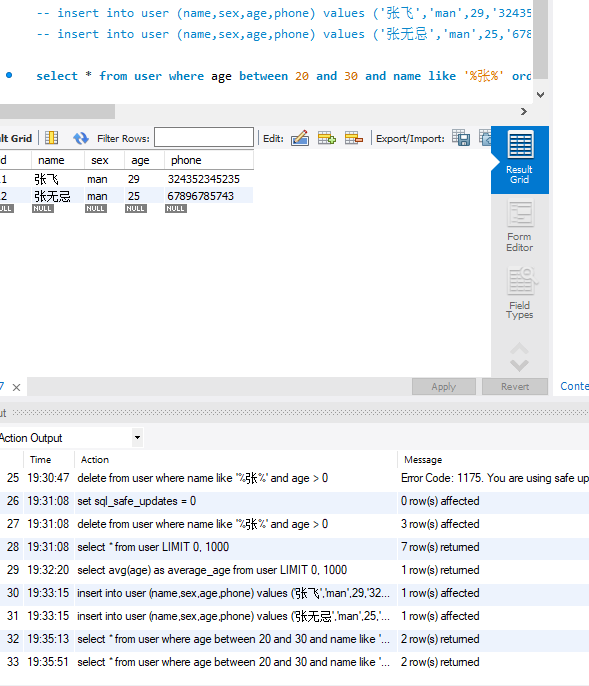 -- insert into user (name,sex,age,phone) values ('张飞','man',29,'32435
-- insert into user (name,sex,age,phone) values ('张无忌','man',25,'678
select * from user where age between 20 and 30 and name like '%张%' ord
ult Grid Filter Rows: Edit: Export/Import:
d name sex age phone
1 张飞 man 29 324352345235
2 张无忌 man 25 67896785743
NULL NULL NULL NULL NULL
Result
Grid
Form
Editor
Field
Types
7 × Apply Revert Conte
ut
Action Output
Time Action Message
25 19:30:47 delete from user where name like '%张%' and age > 0 Error Code: 1175. You are using safe up
26 19:31:08 set sql_safe_updates = 0 0 row(s) affected
27 19:31:08 delete from user where name like '%张%' and age > 0 3 row(s) affected
28 19:31:08 select * from user LIMIT 0, 1000 7 row(s) returned
29 19:32:20 select avg(age) as average_age from user LIMIT 0, 1000 1 row(s) returned
30 19:33:15 insert into user (name,sex,age,phone) values ('张飞','man',29,'32... 1 row(s) affected
31 19:33:15 insert into user (name,sex,age,phone) values ('张无忌','man',25,'... 1 row(s) affected
32 19:35:13 select * from user where age between 20 and 30 and name like '... 2 row(s) returned
33 19:35:51 select * from user where age between 20 and 30 and name like '... 2 row(s) returned